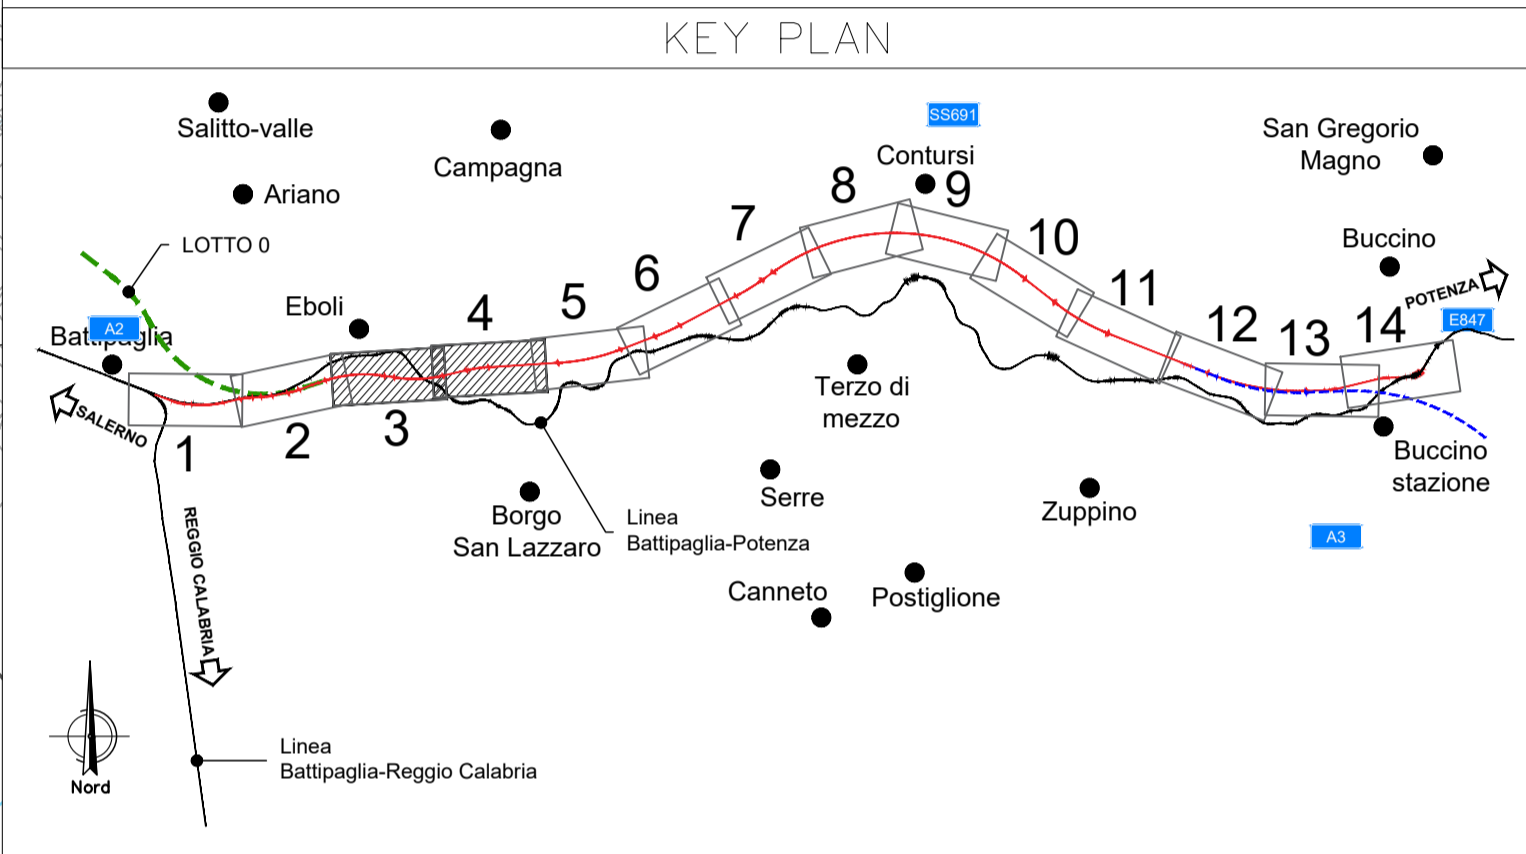 KEY PLAN
SS691
Salitto-valle
Campagna
Contursi
San Gregorio
Magno
Ariano
LOTTO 0
Buccino
Eboli
A2
Battipaglia
POTENZA
E847
SALERNO
1
2
3
4
5
6
7
8
9
10
11
12
13
14
Terzo di
mezzo
Buccino
stazione
Serre
Zuppino
Borgo
San Lazzaro
Linea
Battipaglia-Potenza
A3
REGGIO CALABRIA
Canneto
Postiglione
Linea
Battipaglia-Reggio Calabria
Nord